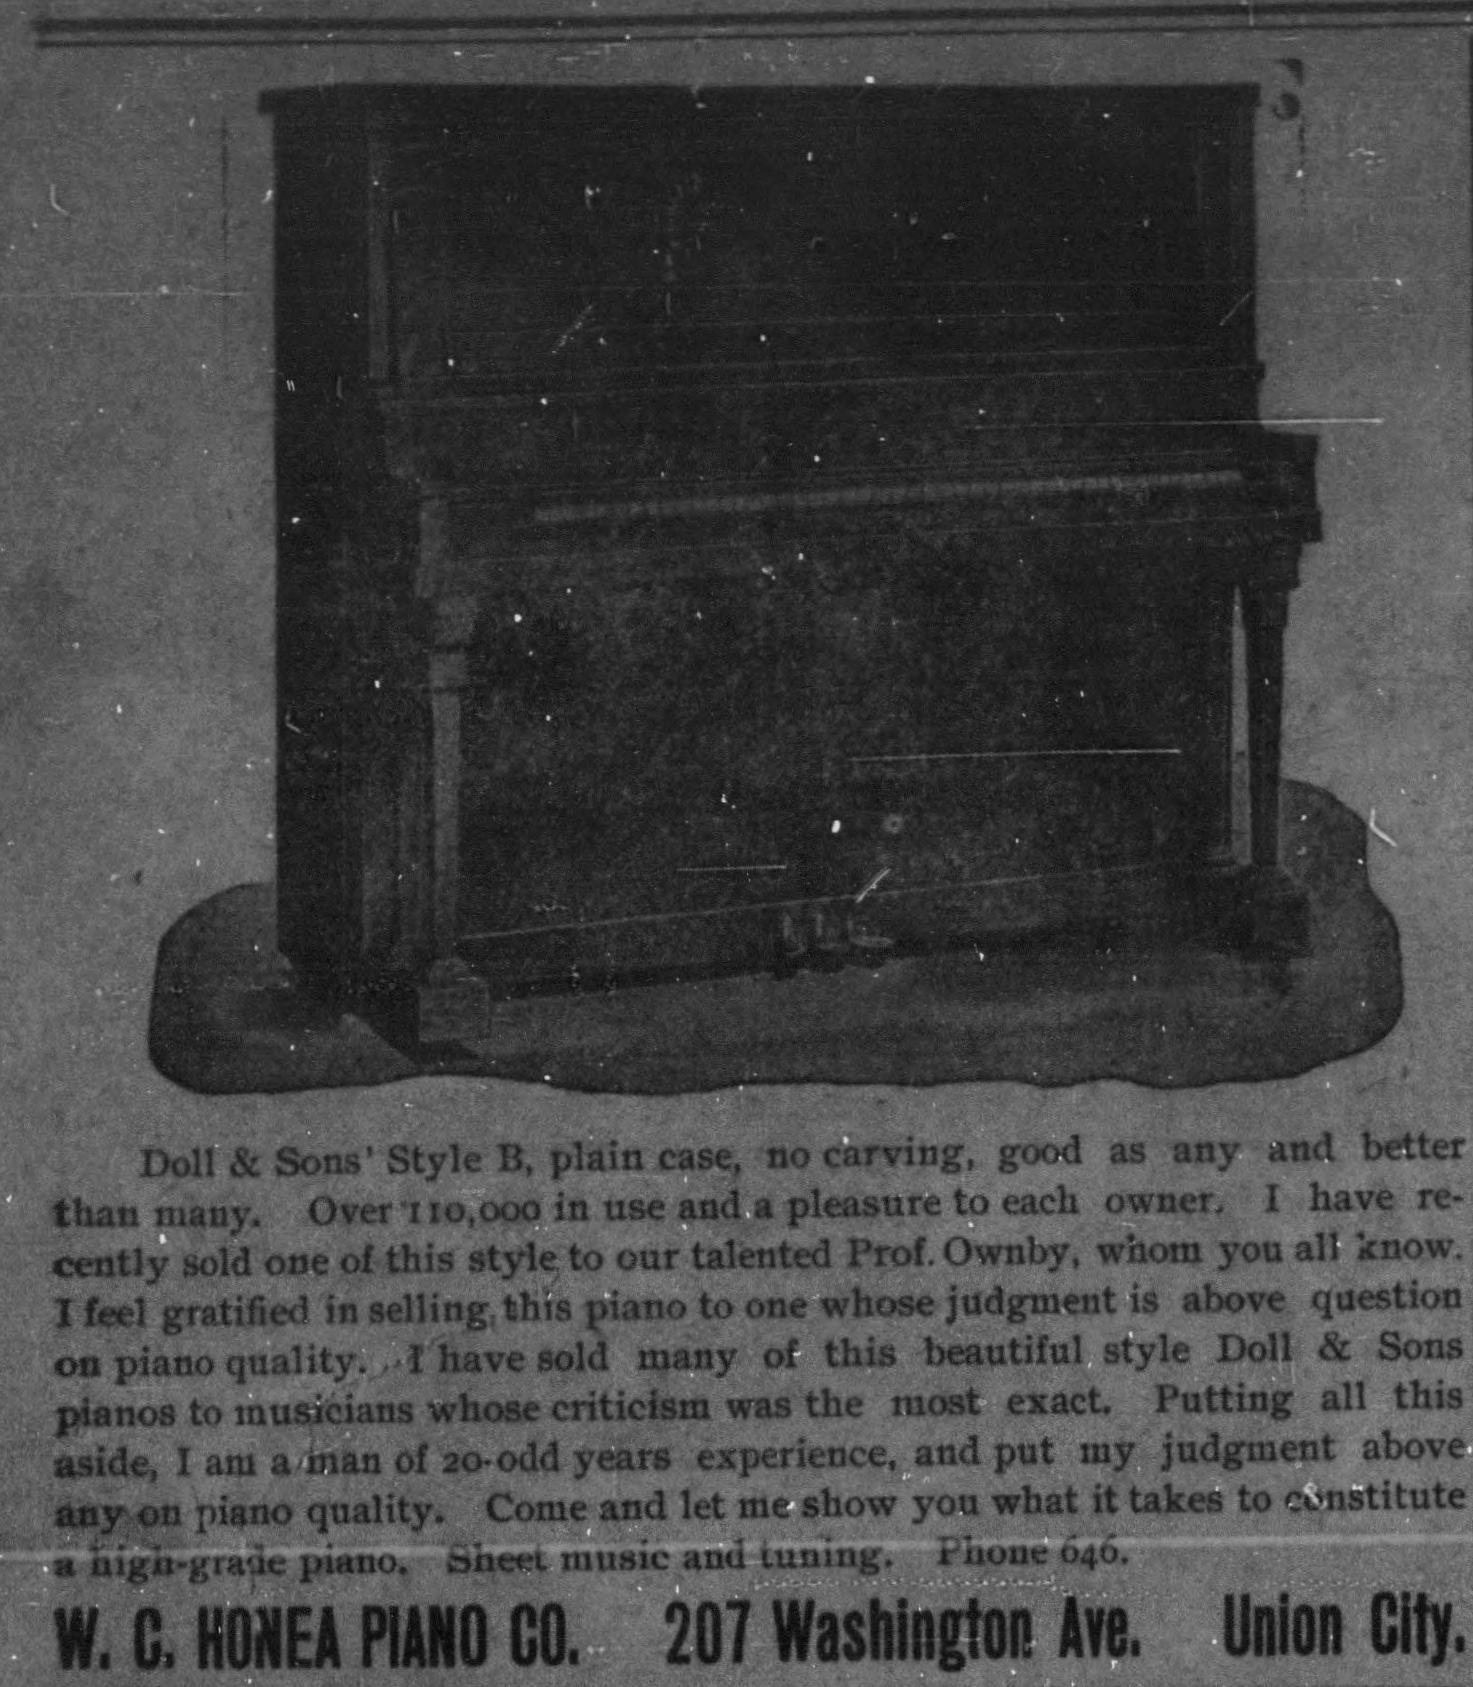 Doll & Sons' Style B, plain case, no carving, good as any and better
than many. Over 110,000 in use and a pleasure to each owner. I have re-
cently sold one of this style to our talented Prof. Ownby, whom you all know.
I feel gratified in selling this piano to one whose judgment is above question
on piano quality. I have sold many of this beautiful style Doll & Sons
pianos to musicians whose criticism was the most exact. Putting all this
aside, I am a man of 20-odd years experience, and put my judgment above
any on piano quality. Come and let me show you what it takes to constitute
a high-grade piano. Sheet music and tuning. Phone 646.
W. C. HONEA PIANO CO. 207 Washington Ave. Union City.